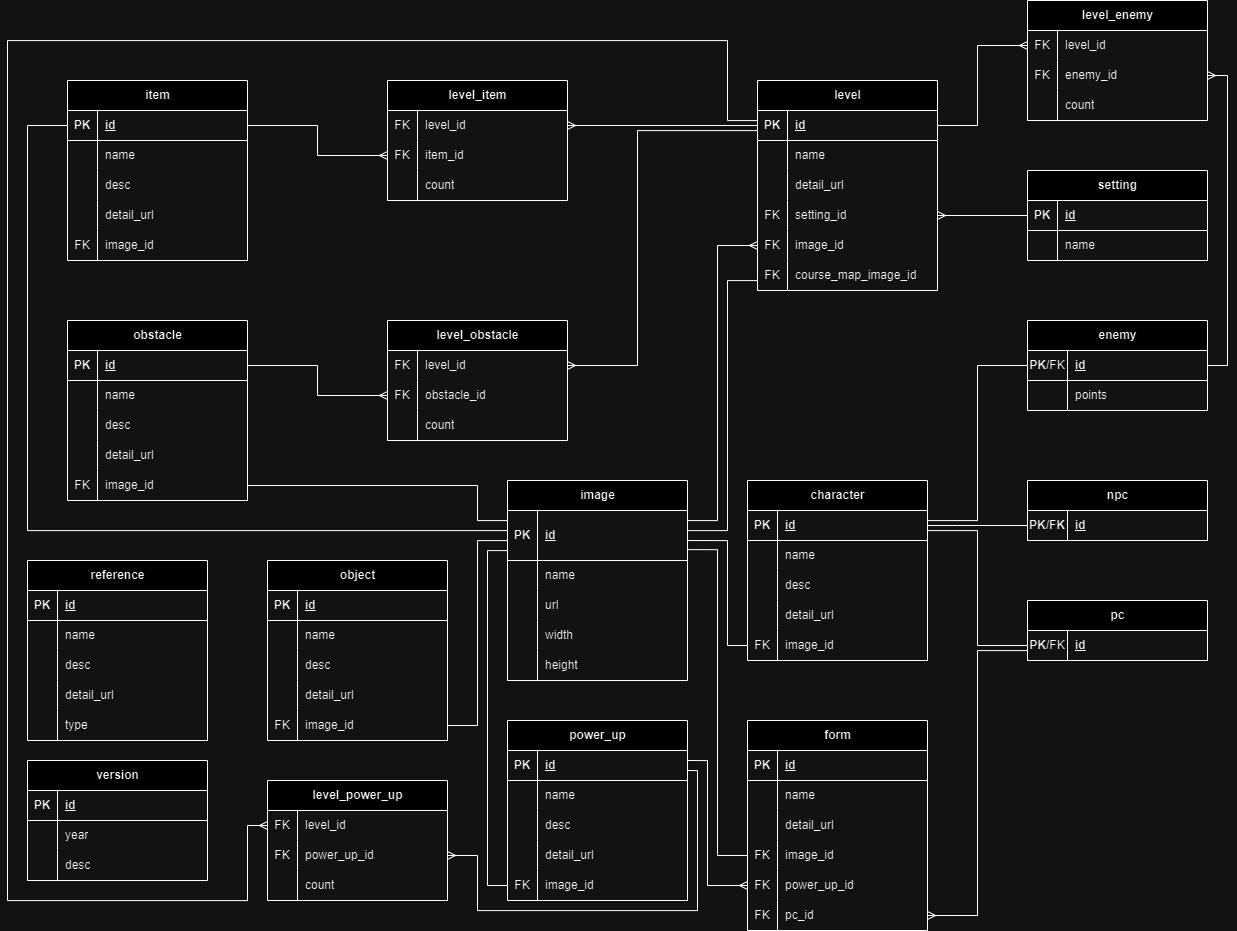 level_enemy
FK level_id
FK enemy_id
count
item
PK id
name
desc
detail_url
FK image_id
level_item
FK level_id
FK item_id
count
level
PK id
name
detail_url
FK setting_id
FK image_id
FK course_map_image_id
setting
PK id
name
obstacle
PK id
name
desc
detail_url
FK image_id
level_obstacle
FK level_id
FK obstacle_id
count
enemy
PK/FK id
points
image
PK id
name
url
width
height
character
PK id
name
desc
detail_url
FK image_id
npc
PK/FK id
pc
PK/FK id
reference
PK id
name
desc
detail_url
type
object
PK id
name
desc
detail_url
FK image_id
version
PK id
year
desc
level_power_up
FK level_id
FK power_up_id
count
power_up
PK id
name
desc
detail_url
FK image_id
form
PK id
name
detail_url
FK image_id
FK power_up_id
FK pc_id